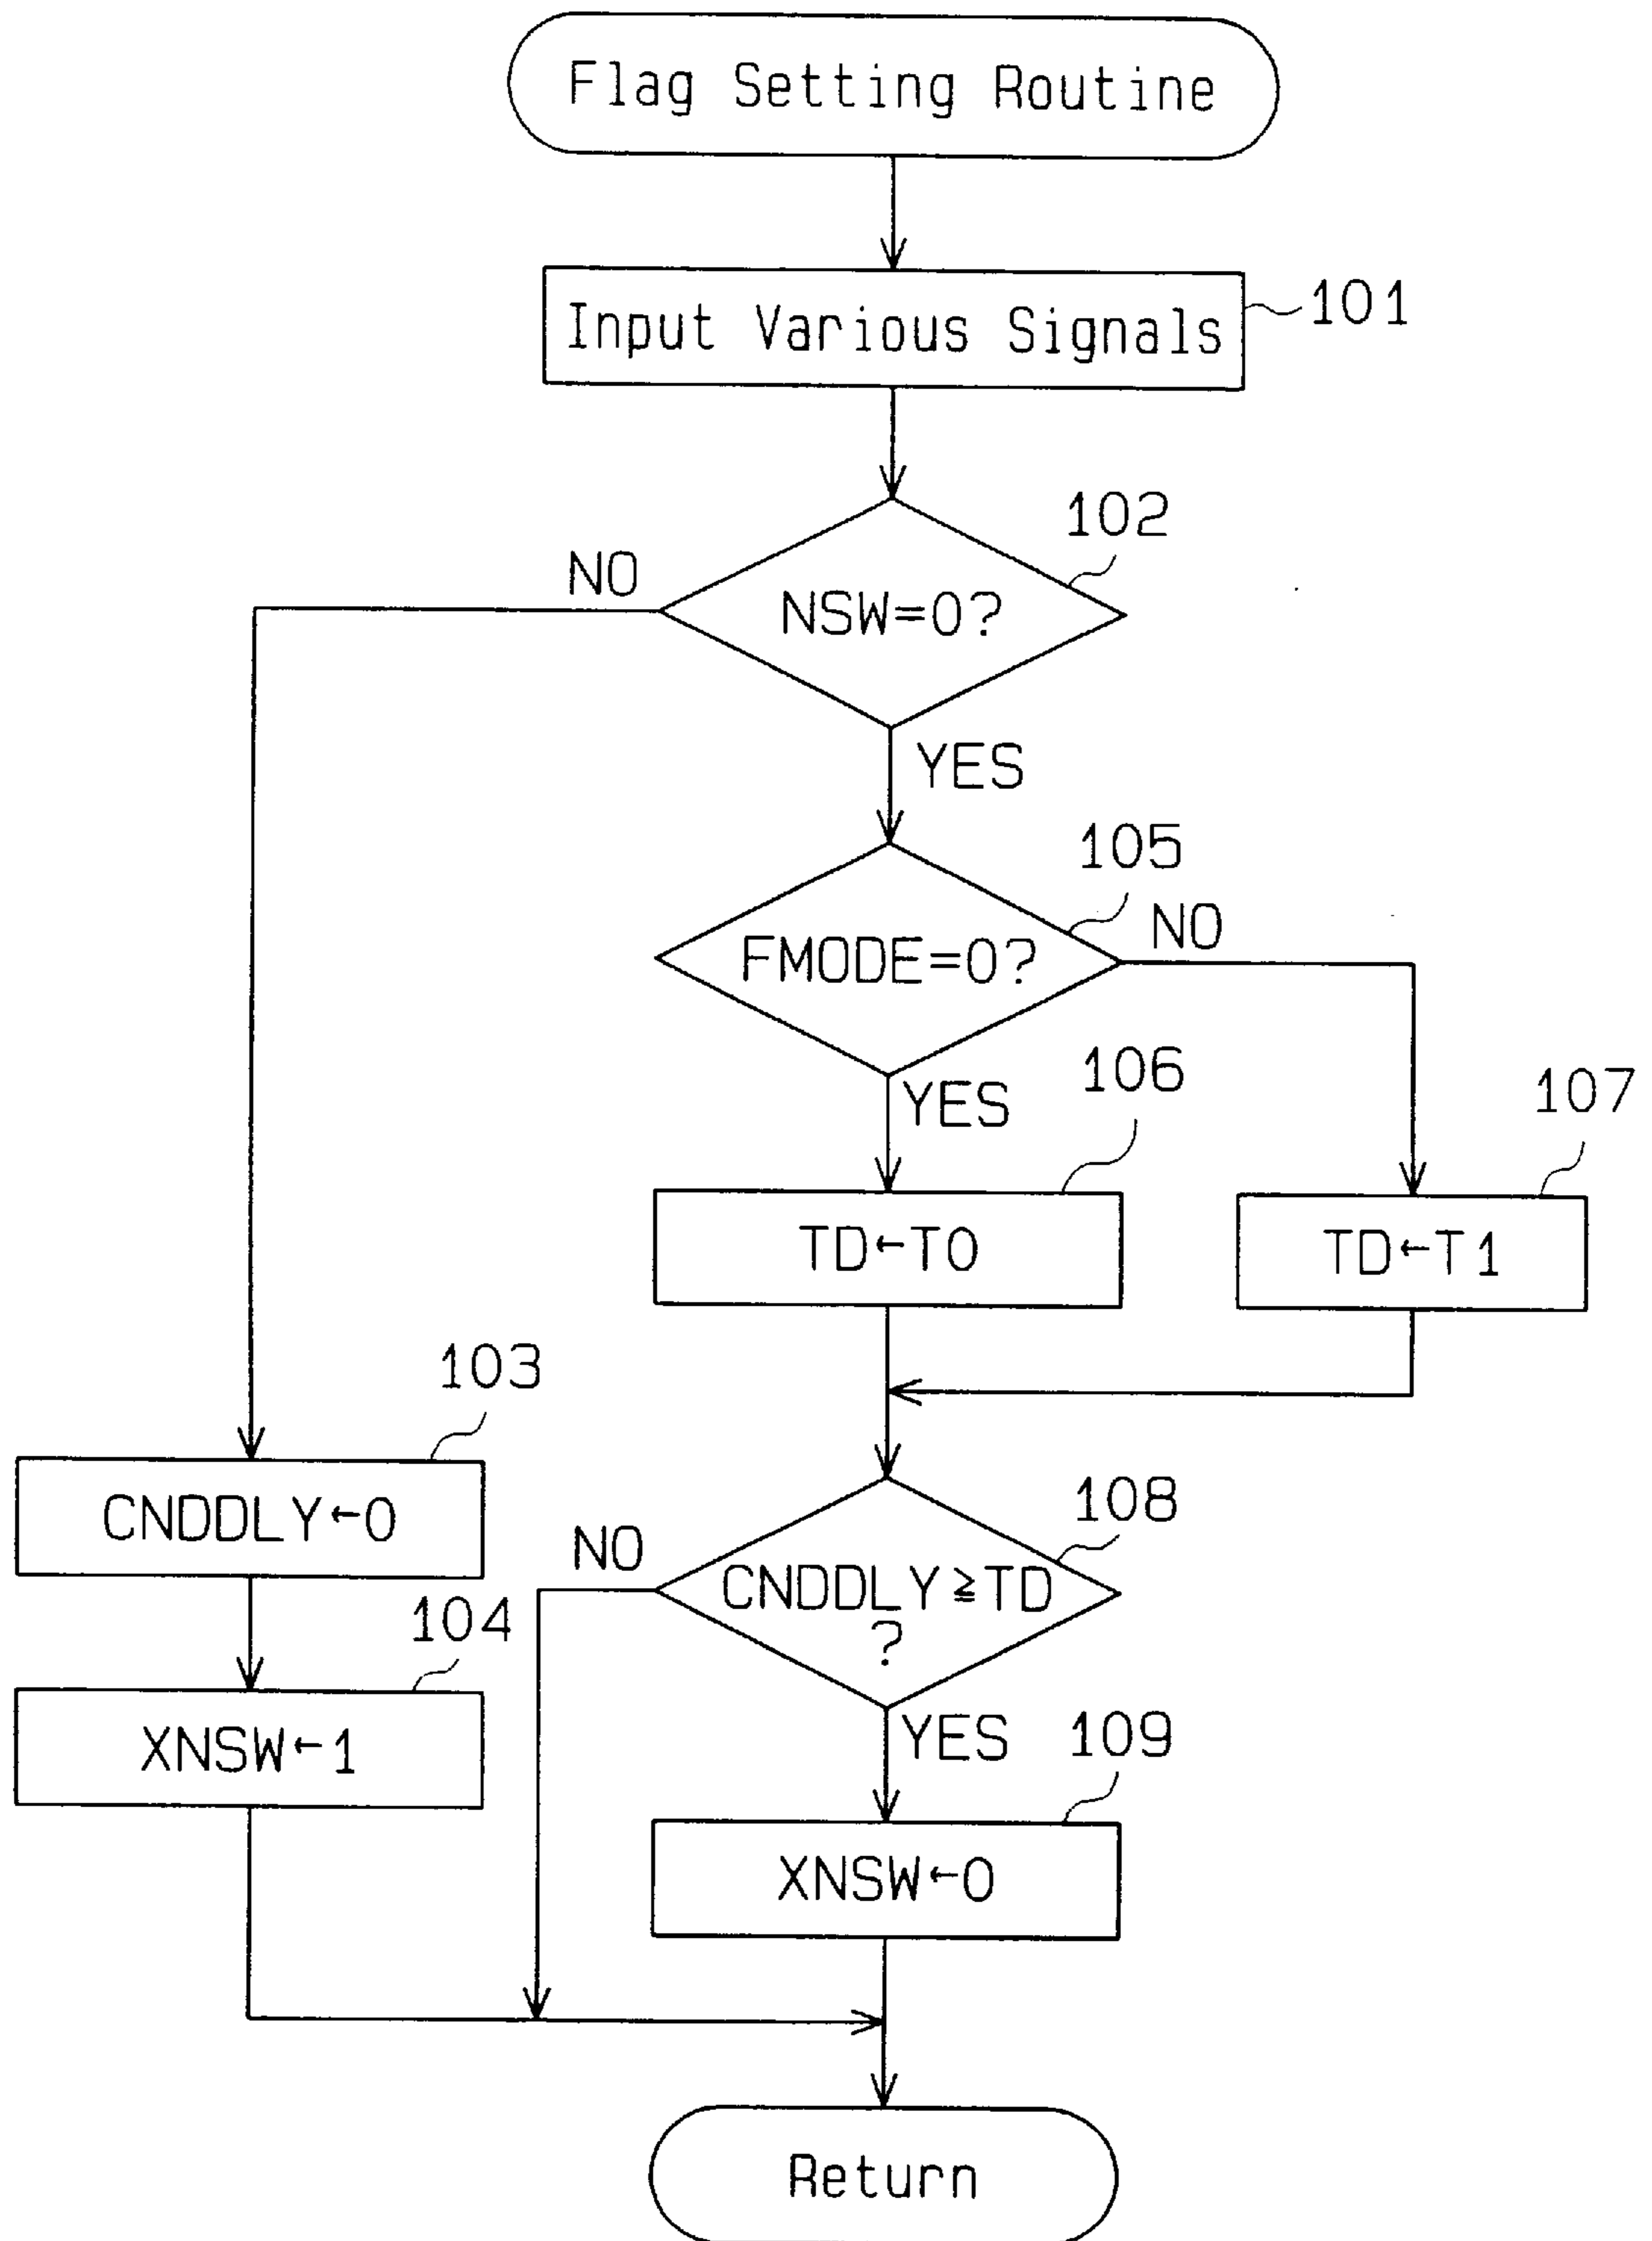 Flag Setting Routine
Input Various Signals
101
102
NO
NSW=0?
YES
105
NO
FMODE=0?
YES
106
107
TD←T0
TD←T1
103
CNDDLY←0
108
NO
CNDDLY≧TD
?
104
XNSW←1
YES
109
XNSW←0
Return